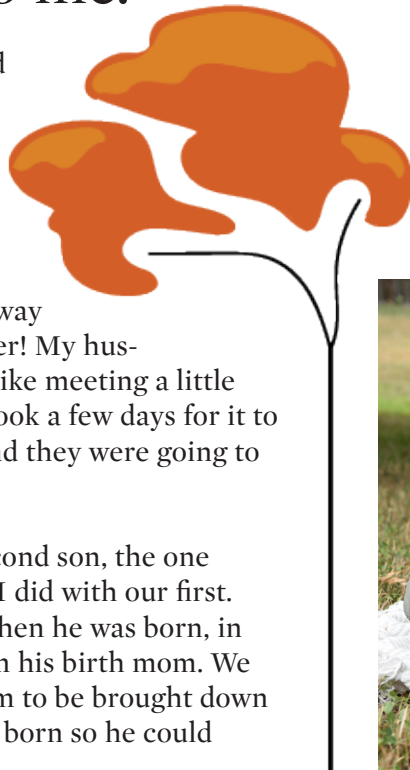 me.
way
er! My hus-
ike meeting a little
ook a few days for it to
nd they were going to
cond son, the one
I did with our first.
hen he was born, in
n his birth mom. We
m to be brought down
born so he could